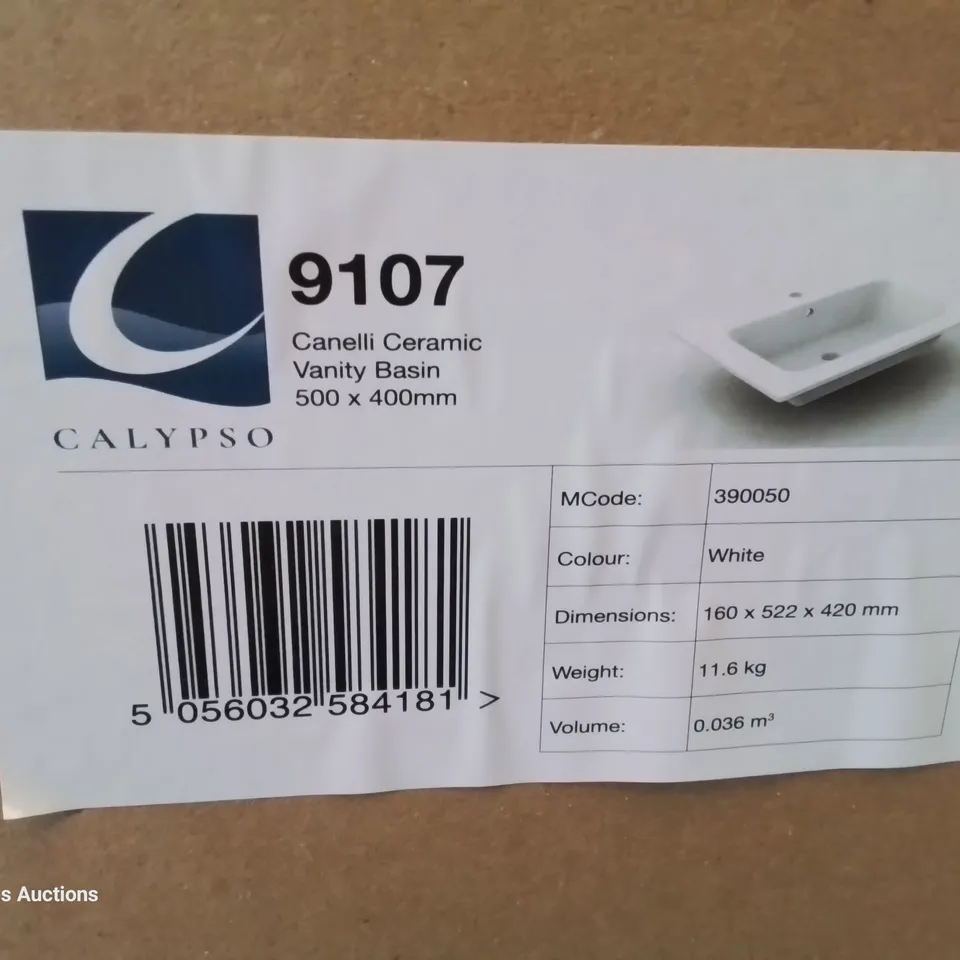 CALYPSO
9107
Canelli Ceramic
Vanity Basin
500 x 400mm
MCode: 390050
Colour: White
Dimensions: 160 x 522 x 420 mm
Weight: 11.6 kg
Volume: 0.036 m³
5 056032 584181 >
s Auctions